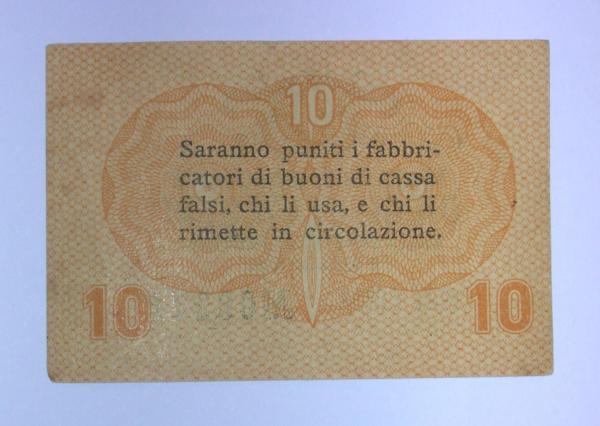 10
Saranno puniti i fabbri-
catori di buoni di cassa
falsi, chi li usa, e chi li
rimette in circolazione.
10 10